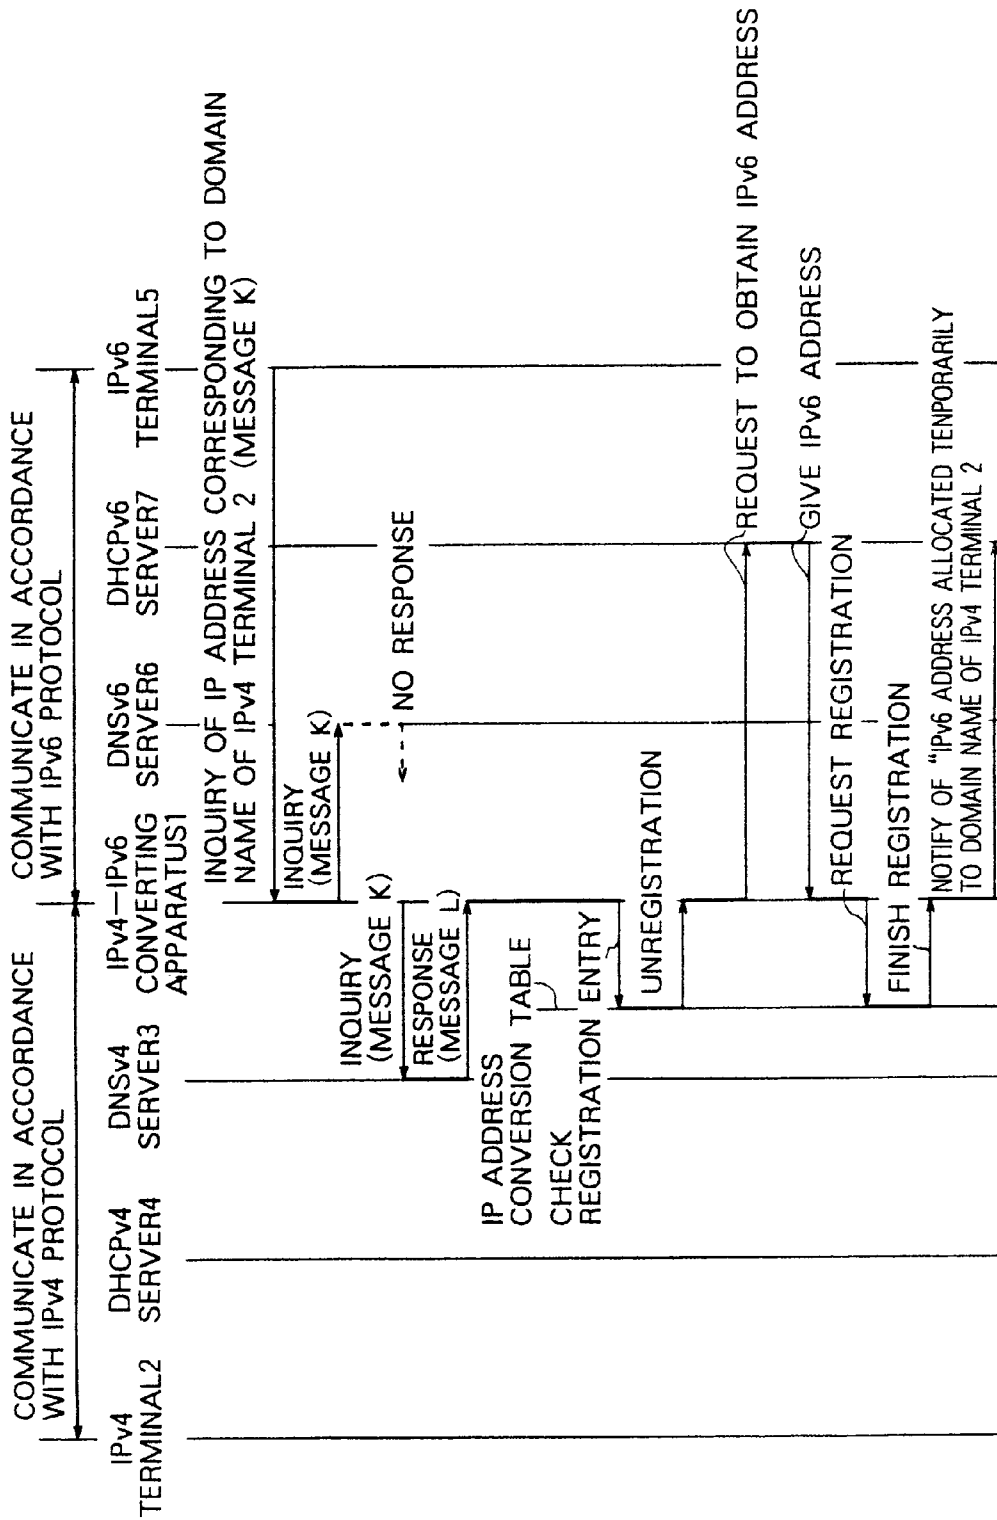 COMMUNICATE IN ACCORDANCE
WITH IPv4 PROTOCOL
COMMUNICATE IN ACCORDANCE
WITH IPv6 PROTOCOL
IPv4
TERMINAL2
DHCPv4
SERVER4
DNSv4
SERVER3
IPv4—IPv6
CONVERTING
APPARATUS1
DNSv6
SERVER6
DHCPv6
SERVER7
IPv6
TERMINAL5
INQUIRY OF IP ADDRESS CORRESPONDING TO DOMAIN
NAME OF IPv4 TERMINAL 2 (MESSAGE K)
INQUIRY
(MESSAGE K)
NO RESPONSE
INQUIRY
(MESSAGE K)
RESPONSE
(MESSAGE L)
IP ADDRESS
CONVERSION TABLE
CHECK
REGISTRATION ENTRY
UNREGISTRATION
REQUEST TO OBTAIN IPv6 ADDRESS
GIVE IPv6 ADDRESS
REQUEST REGISTRATION
FINISH REGISTRATION
NOTIFY OF "IPv6 ADDRESS ALLOCATED TENPORARILY
TO DOMAIN NAME OF IPv4 TERMINAL 2